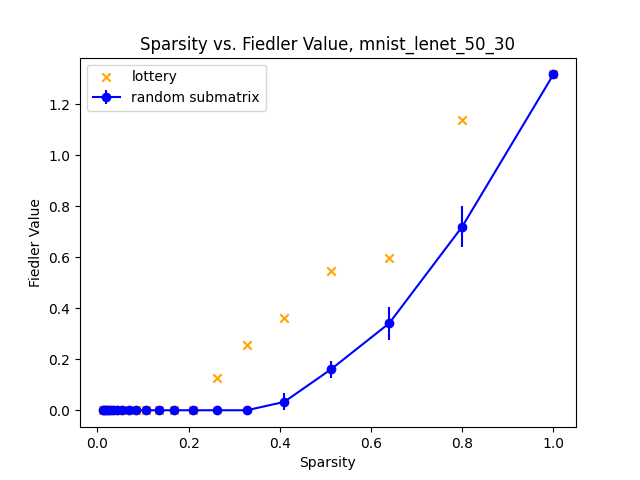 Sparsity vs. Fiedler Value, mnist_lenet_50_30
lottery
random submatrix
1.2
1.0
0.8
0.6
0.4
0.2
0.0
Fiedler Value
0.0 0.2 0.4 0.6 0.8 1.0
Sparsity